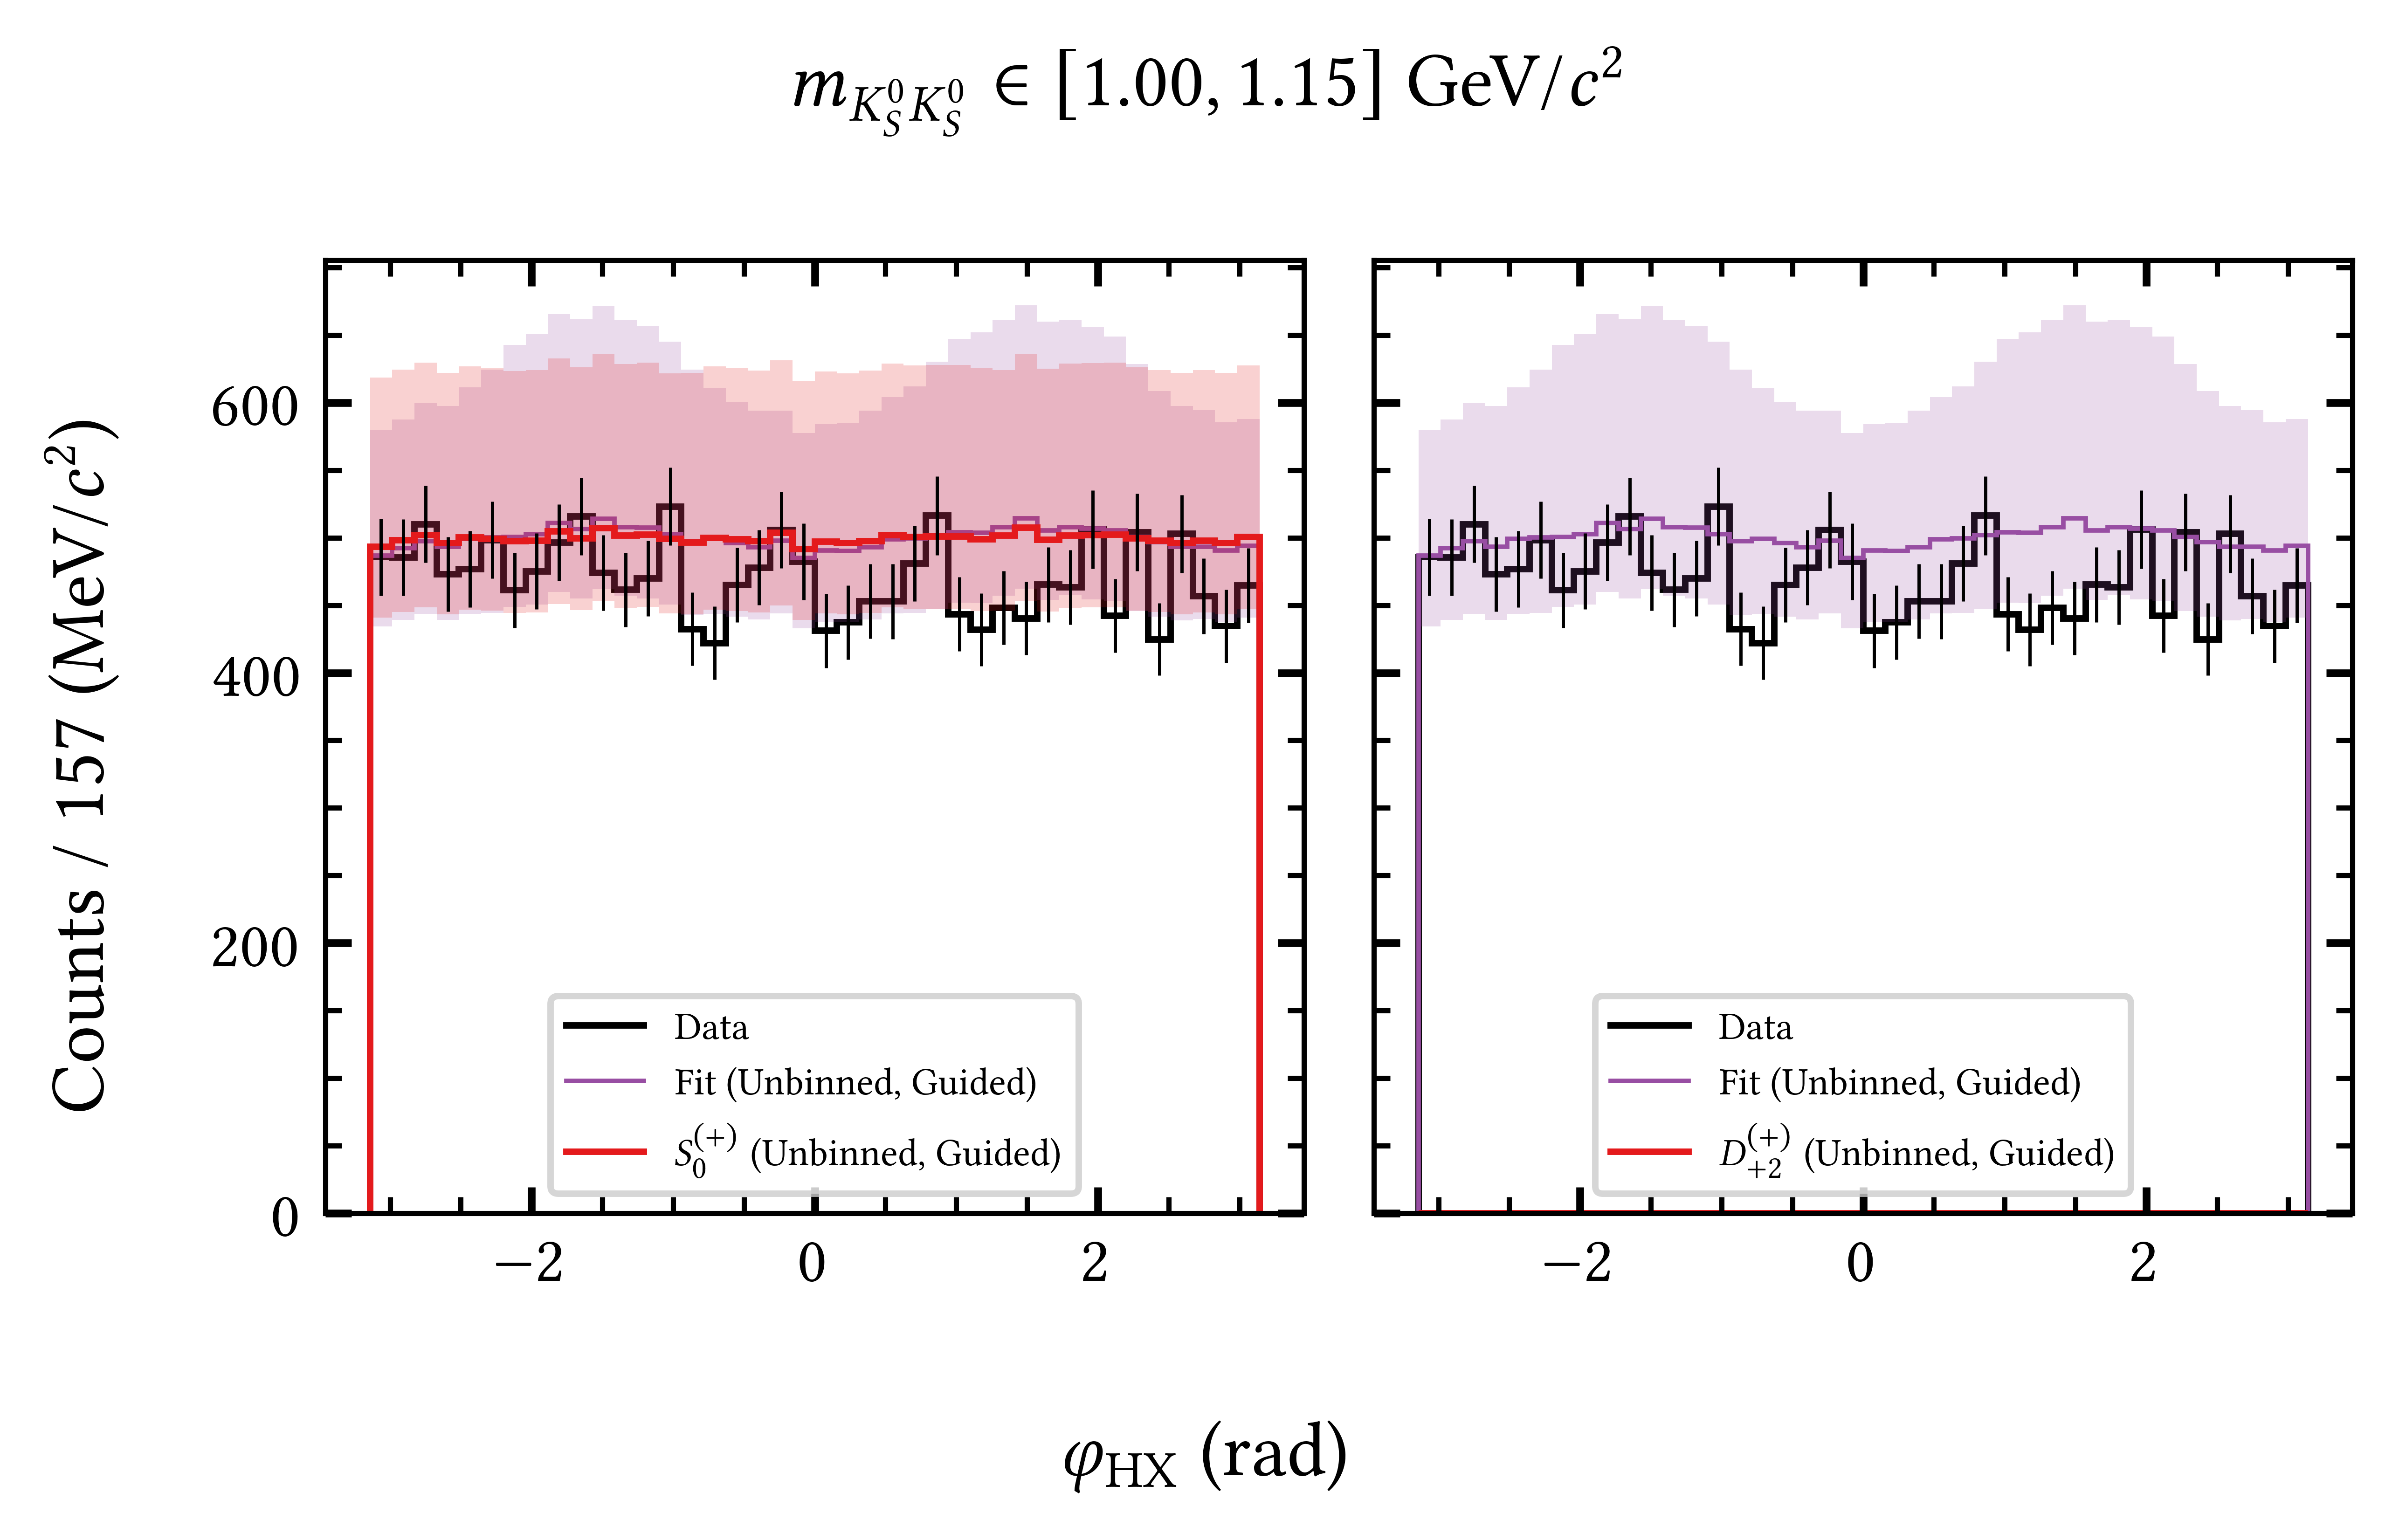 m_{K_S^0 K_S^0} ∈ [1.00, 1.15] GeV/c²
Counts / 157 (MeV/c²)
600
400
200
0
Data
Fit (Unbinned, Guided)
S_0^{(+)} (Unbinned, Guided)
−2 0 2
Data
Fit (Unbinned, Guided)
D_{+2}^{(+)} (Unbinned, Guided)
−2 0 2
φ_{HX} (rad)